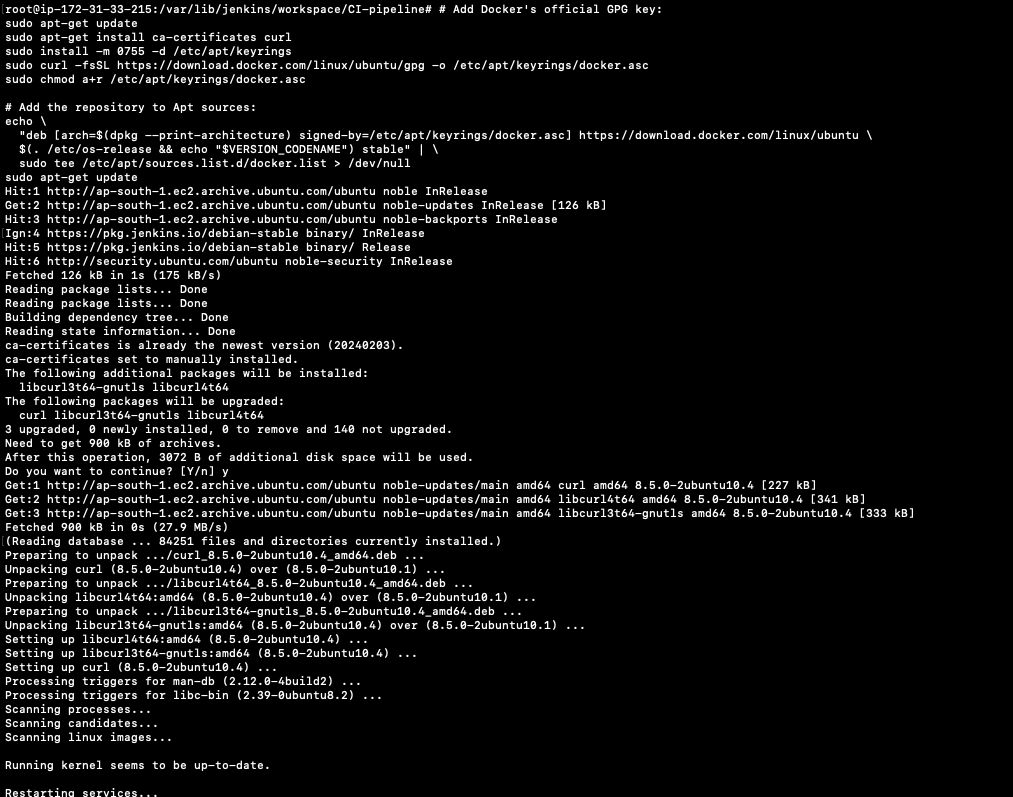 root@ip-172-31-33-215:/var/lib/jenkins/workspace/CI-pipeline# # Add Docker's official GPG key:
sudo apt-get update
sudo apt-get install ca-certificates curl
sudo install -m 0755 -d /etc/apt/keyrings
sudo curl -fsSL https://download.docker.com/linux/ubuntu/gpg -o /etc/apt/keyrings/docker.asc
sudo chmod a+r /etc/apt/keyrings/docker.asc

# Add the repository to Apt sources:
echo \
  "deb [arch=$(dpkg --print-architecture) signed-by=/etc/apt/keyrings/docker.asc] https://download.docker.com/linux/ubuntu \
  $(. /etc/os-release && echo "$VERSION_CODENAME") stable" | \
  sudo tee /etc/apt/sources.list.d/docker.list > /dev/null
sudo apt-get update
Hit:1 http://ap-south-1.ec2.archive.ubuntu.com/ubuntu noble InRelease
Get:2 http://ap-south-1.ec2.archive.ubuntu.com/ubuntu noble-updates InRelease [126 kB]
Hit:3 http://ap-south-1.ec2.archive.ubuntu.com/ubuntu noble-backports InRelease
Ign:4 https://pkg.jenkins.io/debian-stable binary/ InRelease
Hit:5 https://pkg.jenkins.io/debian-stable binary/ Release
Hit:6 http://security.ubuntu.com/ubuntu noble-security InRelease
Fetched 126 kB in 1s (175 kB/s)
Reading package lists... Done
Reading package lists... Done
Building dependency tree... Done
Reading state information... Done
ca-certificates is already the newest version (20240203).
ca-certificates set to manually installed.
The following additional packages will be installed:
  libcurl3t64-gnutls libcurl4t64
The following packages will be upgraded:
  curl libcurl3t64-gnutls libcurl4t64
3 upgraded, 0 newly installed, 0 to remove and 140 not upgraded.
Need to get 900 kB of archives.
After this operation, 3072 B of additional disk space will be used.
Do you want to continue? [Y/n] y
Get:1 http://ap-south-1.ec2.archive.ubuntu.com/ubuntu noble-updates/main amd64 curl amd64 8.5.0-2ubuntu10.4 [227 kB]
Get:2 http://ap-south-1.ec2.archive.ubuntu.com/ubuntu noble-updates/main amd64 libcurl4t64 amd64 8.5.0-2ubuntu10.4 [341 kB]
Get:3 http://ap-south-1.ec2.archive.ubuntu.com/ubuntu noble-updates/main amd64 libcurl3t64-gnutls amd64 8.5.0-2ubuntu10.4 [333 kB]
Fetched 900 kB in 0s (27.9 MB/s)
(Reading database ... 84251 files and directories currently installed.)
Preparing to unpack .../curl_8.5.0-2ubuntu10.4_amd64.deb ...
Unpacking curl (8.5.0-2ubuntu10.4) over (8.5.0-2ubuntu10.1) ...
Preparing to unpack .../libcurl4t64_8.5.0-2ubuntu10.4_amd64.deb ...
Unpacking libcurl4t64:amd64 (8.5.0-2ubuntu10.4) over (8.5.0-2ubuntu10.1) ...
Preparing to unpack .../libcurl3t64-gnutls_8.5.0-2ubuntu10.4_amd64.deb ...
Unpacking libcurl3t64-gnutls:amd64 (8.5.0-2ubuntu10.4) over (8.5.0-2ubuntu10.1) ...
Setting up libcurl4t64:amd64 (8.5.0-2ubuntu10.4) ...
Setting up libcurl3t64-gnutls:amd64 (8.5.0-2ubuntu10.4) ...
Setting up curl (8.5.0-2ubuntu10.4) ...
Processing triggers for man-db (2.12.0-4build2) ...
Processing triggers for libc-bin (2.39-0ubuntu8.2) ...
Scanning processes...
Scanning candidates...
Scanning linux images...

Running kernel seems to be up-to-date.

Restarting services...